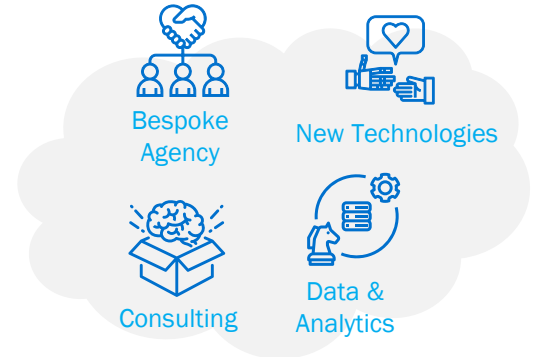 Bespoke
Agency
New Technologies
Consulting
Data &
Analytics